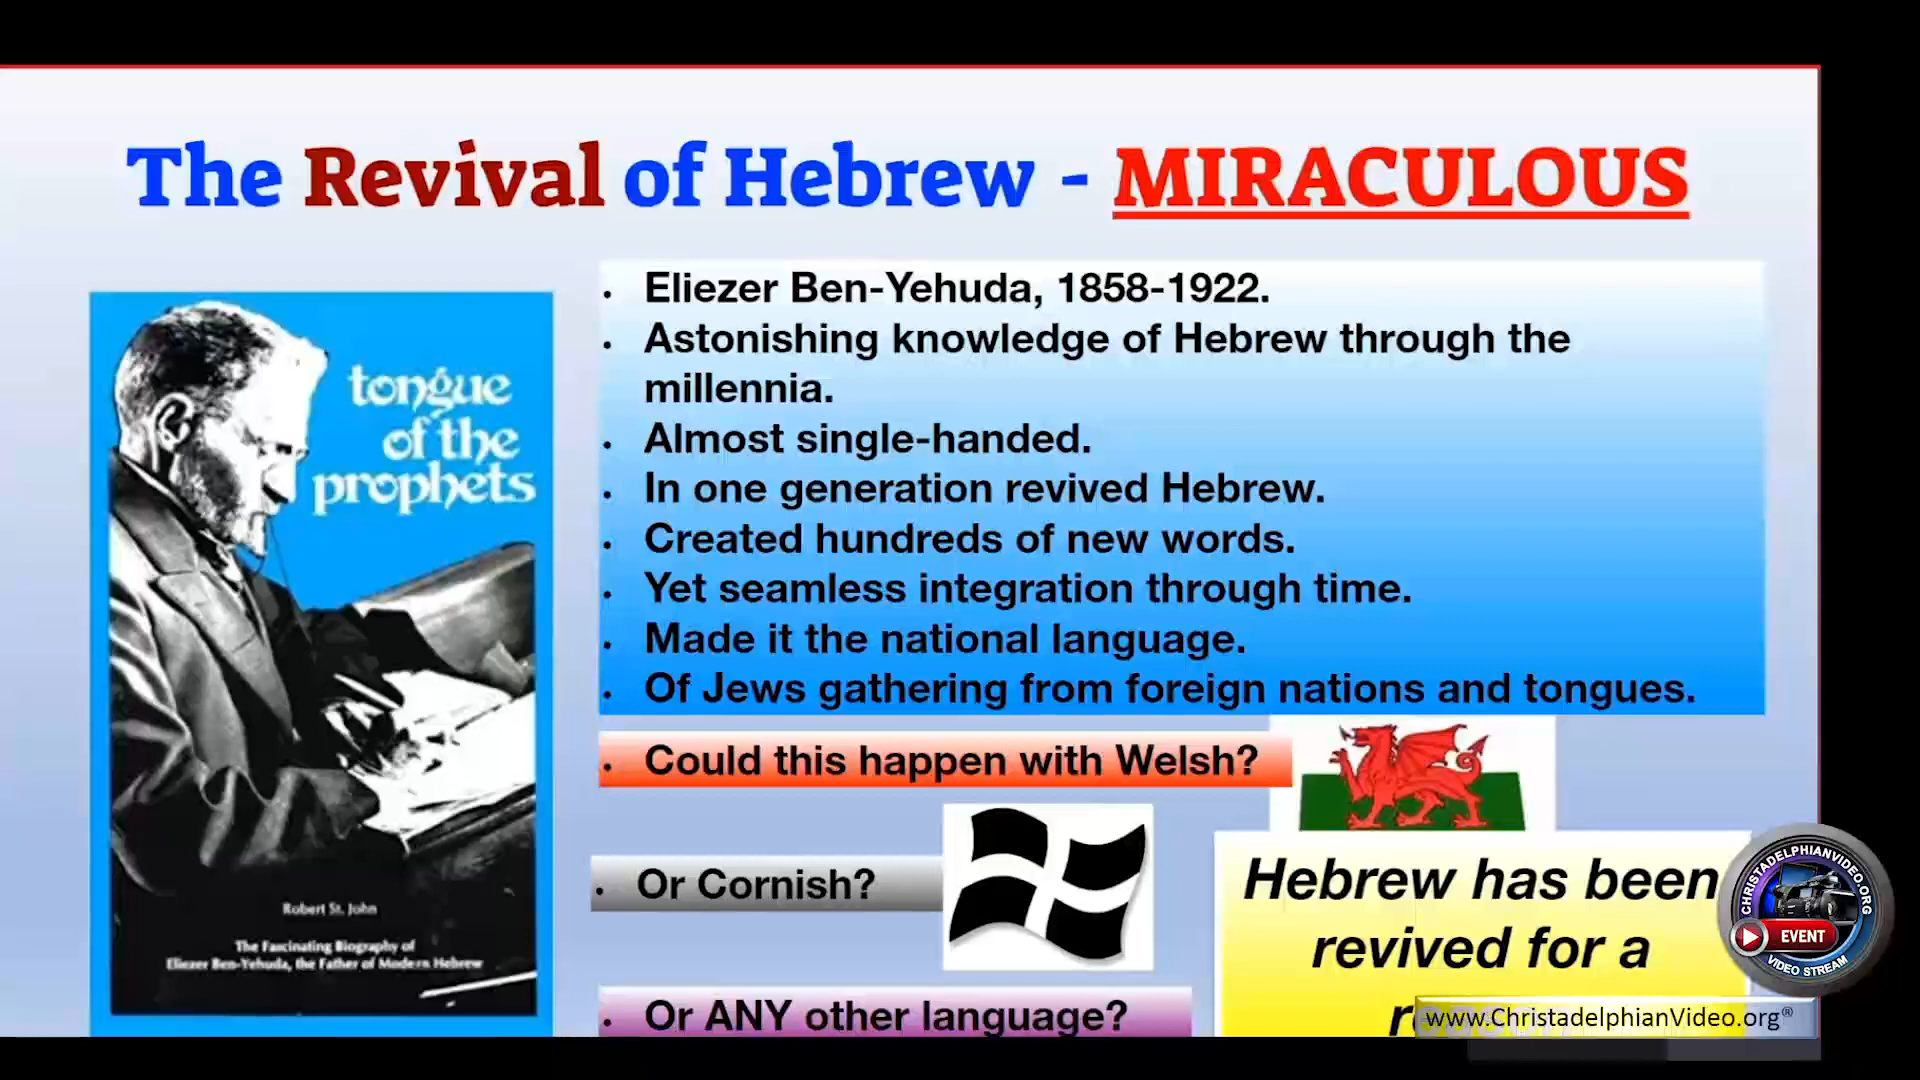 The Revival of Hebrew - MIRACULOUS
tongue
of the
prophets
Robert St. John
The Fascinating Biography of
Eliezer Ben-Yehuda, the Father of Modern Hebrew
• Eliezer Ben-Yehuda, 1858-1922.
• Astonishing knowledge of Hebrew through the
millennia.
• Almost single-handed.
• In one generation revived Hebrew.
• Created hundreds of new words.
• Yet seamless integration through time.
• Made it the national language.
• Of Jews gathering from foreign nations and tongues.
• Could this happen with Welsh?
• Or Cornish?
• Or ANY other language?
Hebrew has been
revived for a
CHRISTADELPHIANVIDEO.ORG
EVENT
VIDEO STREAM
www.ChristadelphianVideo.org®